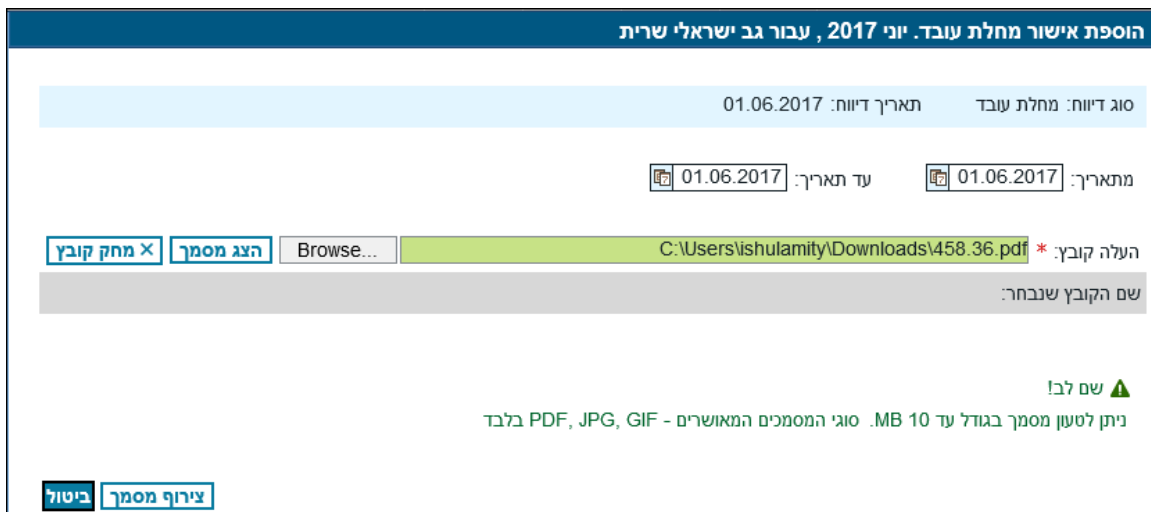 הוספת אישור מחלת עובד. יוני 2017 , עבור גב ישראלי שרית
סוג דיווח: מחלת עובד תאריך דיווח: 01.06.2017
מתאריך: 01.06.2017 עד תאריך: 01.06.2017
העלה קובץ: * C:\Users\ishulamity\Downloads\458.36.pdf Browse... הצג מסמך × מחק קובץ
שם הקובץ שנבחר:
שם לב!
ניתן לטעון מסמך בגודל עד 10 MB. סוגי המסמכים המאושרים - PDF, JPG, GIF בלבד
צירוף מסמך ביטול